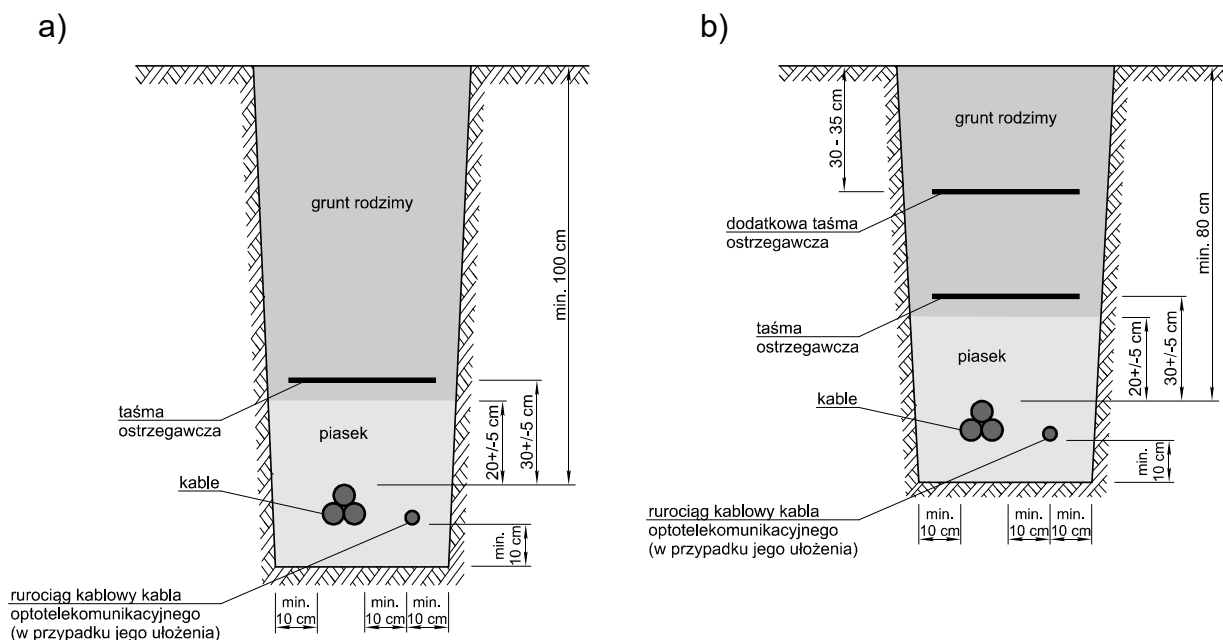 a)
grunt rodzimy
min. 100 cm
taśma
ostrzegawcza
piasek
20+/-5 cm
30+/-5 cm
kable
min.
10 cm
rurociąg kablowy kabla
optotelekomunikacyjnego
(w przypadku jego ułożenia)
min.
10 cm
min.
10 cm
min.
10 cm
b)
grunt rodzimy
30 - 35 cm
dodatkowa taśma
ostrzegawcza
min. 80 cm
taśma
ostrzegawcza
piasek
20+/-5 cm
30+/-5 cm
kable
min.
10 cm
rurociąg kablowy kabla
optotelekomunikacyjnego
(w przypadku jego ułożenia)
min.
10 cm
min.
10 cm
min.
10 cm